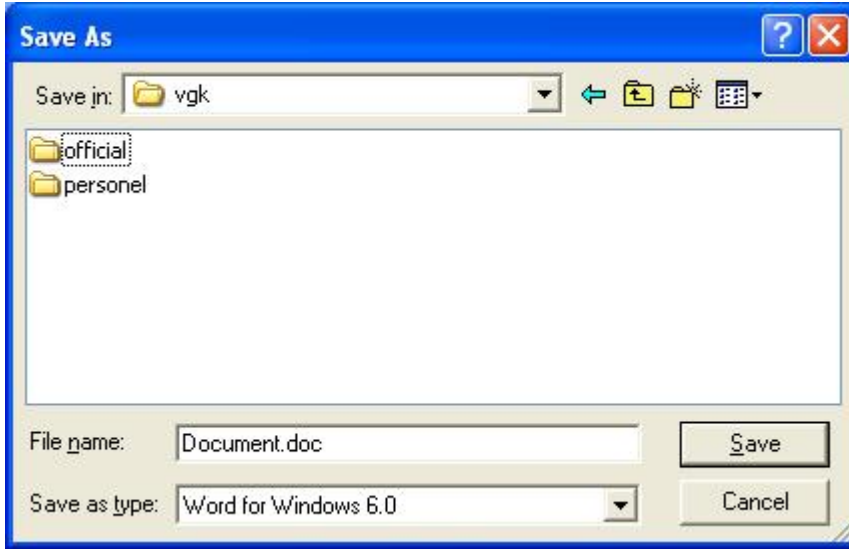 Save As
Save in: vgk
official
personel
File name: Document.doc Save
Save as type: Word for Windows 6.0 Cancel